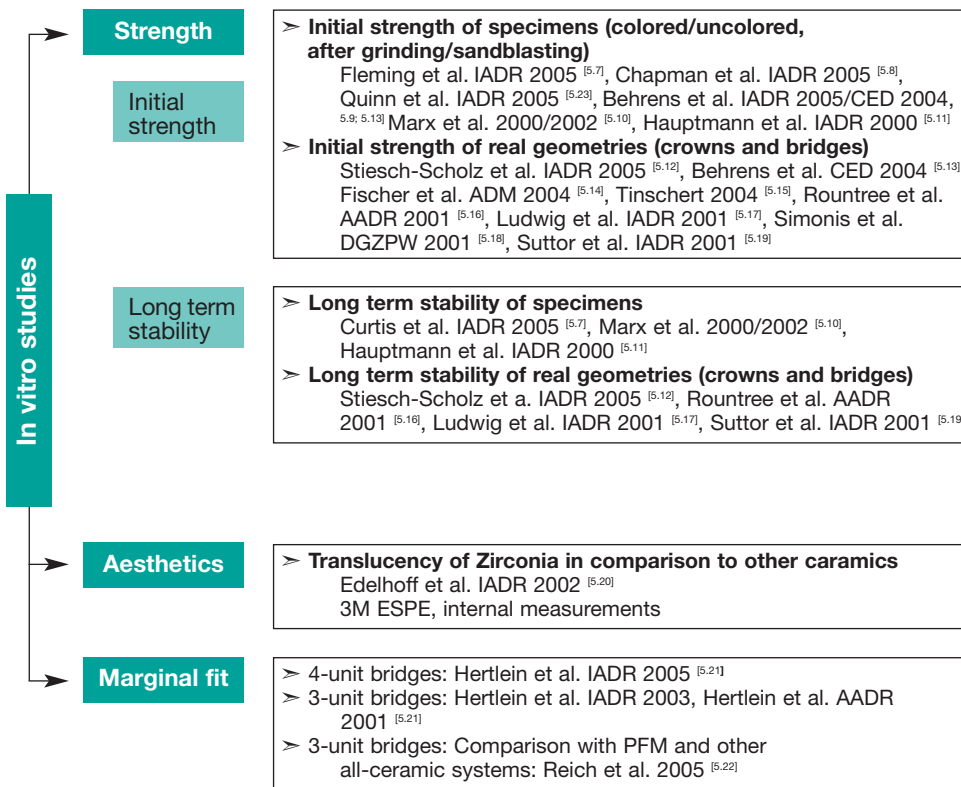 In vitro studies
Strength
Initial
strength
➣ Initial strength of specimens (colored/uncolored,
after grinding/sandblasting)
Fleming et al. IADR 2005 [5.7], Chapman et al. IADR 2005 [5.8],
Quinn et al. IADR 2005 [5.23], Behrens et al. IADR 2005/CED 2004,
5.9; 5.13] Marx et al. 2000/2002 [5.10], Hauptmann et al. IADR 2000 [5.11]
➣ Initial strength of real geometries (crowns and bridges)
Stiesch-Scholz et al. IADR 2005 [5.12], Behrens et al. CED 2004 [5.13]
Fischer et al. ADM 2004 [5.14], Tinschert 2004 [5.15], Rountree et al.
AADR 2001 [5.16], Ludwig et al. IADR 2001 [5.17], Simonis et al.
DGZPW 2001 [5.18], Suttor et al. IADR 2001 [5.19]
Long term
stability
➣ Long term stability of specimens
Curtis et al. IADR 2005 [5.7], Marx et al. 2000/2002 [5.10],
Hauptmann et al. IADR 2000 [5.11]
➣ Long term stability of real geometries (crowns and bridges)
Stiesch-Scholz et a. IADR 2005 [5.12], Rountree et al. AADR
2001 [5.16], Ludwig et al. IADR 2001 [5.17], Suttor et al. IADR 2001 [5.19
Aesthetics
➣ Translucency of Zirconia in comparison to other caramics
Edelhoff et al. IADR 2002 [5.20]
3M ESPE, internal measurements
Marginal fit
➣ 4-unit bridges: Hertlein et al. IADR 2005 [5.21]
➣ 3-unit bridges: Hertlein et al. IADR 2003, Hertlein et al. AADR
2001 [5.21]
➣ 3-unit bridges: Comparison with PFM and other
all-ceramic systems: Reich et al. 2005 [5.22]